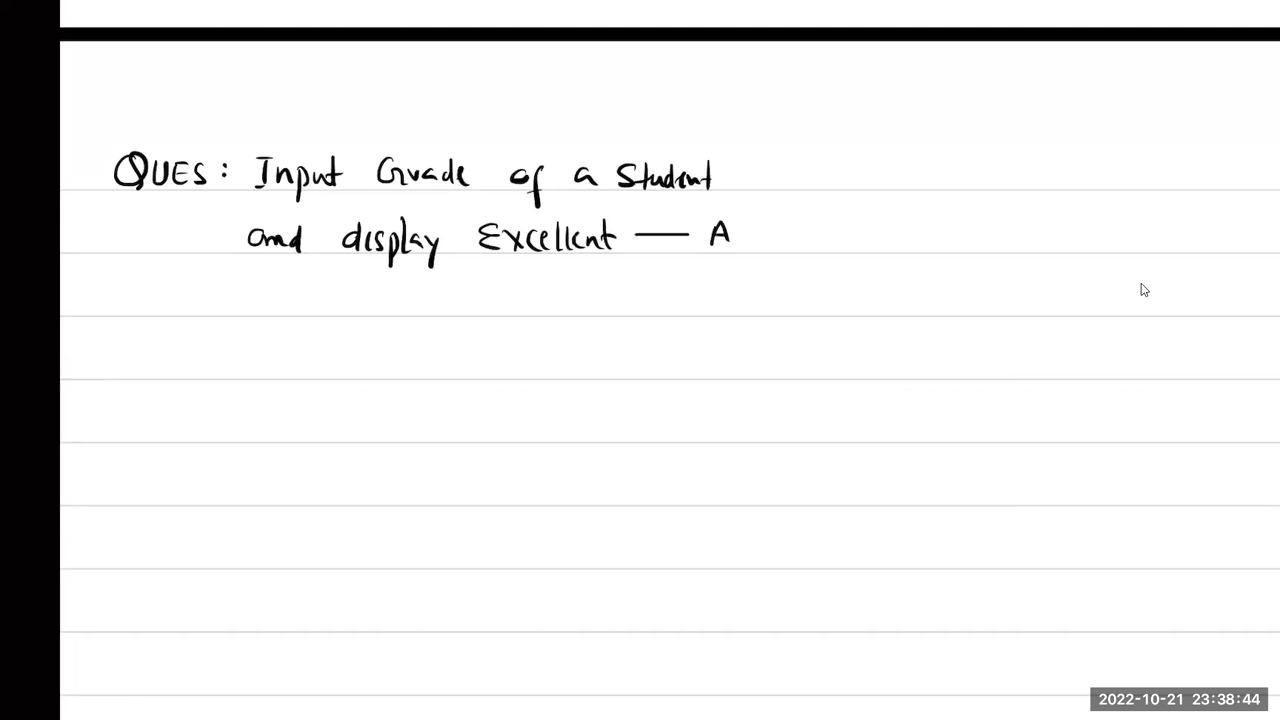 QUES: Input Grade of a Student
and display Excellent — A
2022-10-21 23:38:44